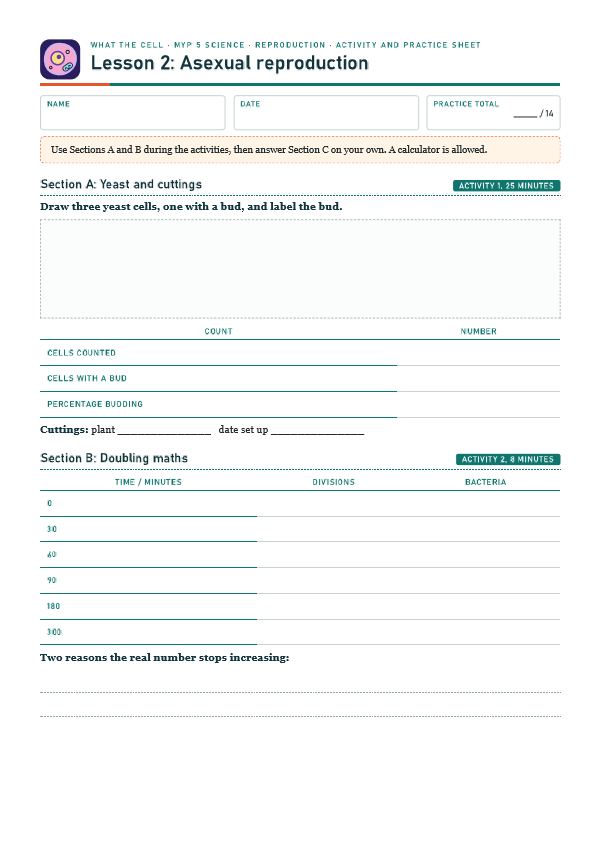 WHAT THE CELL · MYP 5 SCIENCE · REPRODUCTION · ACTIVITY AND PRACTICE SHEET
Lesson 2: Asexual reproduction
NAME
DATE
PRACTICE TOTAL
_____ / 14
Use Sections A and B during the activities, then answer Section C on your own. A calculator is allowed.
Section A: Yeast and cuttings
ACTIVITY 1, 25 MINUTES
Draw three yeast cells, one with a bud, and label the bud.
COUNT NUMBER
CELLS COUNTED
CELLS WITH A BUD
PERCENTAGE BUDDING
Cuttings: plant __________________ date set up __________________
Section B: Doubling maths
ACTIVITY 2, 8 MINUTES
TIME / MINUTES DIVISIONS BACTERIA
0
30
60
90
180
300
Two reasons the real number stops increasing: